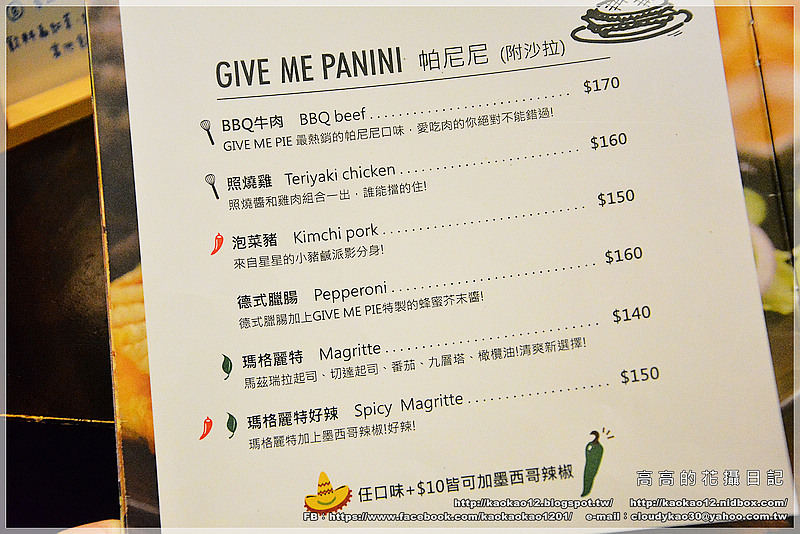 GIVE ME PANINI 帕尼尼 (附沙拉)
BBQ牛肉 BBQ beef ........................ $170
GIVE ME PIE 最熱銷的帕尼尼口味，愛吃肉的你絕對不能錯過!
照燒雞 Teriyaki chicken ........................ $160
照燒醬和雞肉組合一出，誰能擋的住!
泡菜豬 Kimchi pork ........................ $150
來自星星的小豬鹹派影分身!
德式臘腸 Pepperoni ........................ $160
德式臘腸加上GIVE ME PIE特製的蜂蜜芥末醬!
瑪格麗特 Magritte ........................ $140
馬茲瑞拉起司、切達起司、番茄、九層塔、橄欖油!清爽新選擇!
瑪格麗特好辣 Spicy Magritte ........................ $150
瑪格麗特加上墨西哥辣椒!好辣!
任口味+$10皆可加墨西哥辣椒
高高的花攝日記
http://kaokao12.blogspot.tw/ http://kaokao12.nidbox.com/
FB：https://www.facebook.com/kaokaokao1201/ e-mail：cloudykao30@yahoo.com.tw